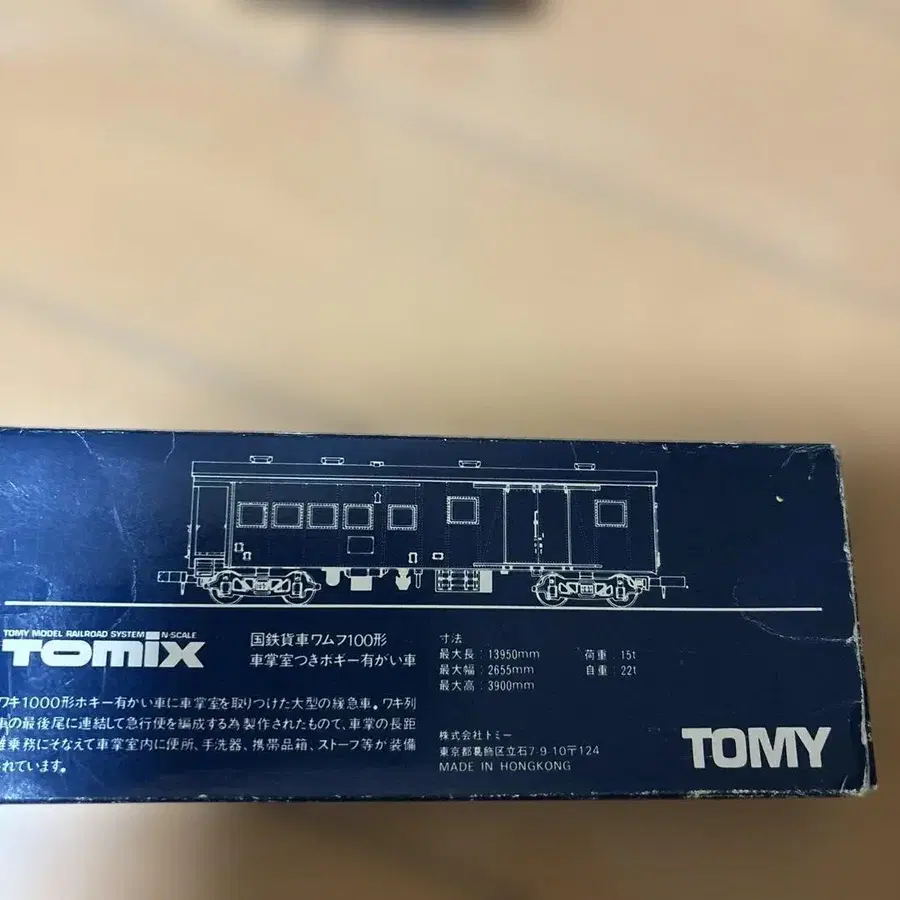 TOMY MODEL RAILROAD SYSTEM N-SCALE
TOMIX
国鉄貨車ワムフ100形
車掌室つきボギー有がい車
ワキ1000形ボキー有がい車に車掌室を取りつけた大型の緩急車。ワキ列
車の最後尾に連結して急行便を編成する為製作されたもので、車掌の長距
離乗務にそなえて車掌室内に便所、手洗器、携帯品箱、ストーフ等か装備
されています。
寸法
最大長：13950mm 荷重：15t
最大幅：2655mm 自重：22t
最大高：3900mm
株式会社トミー
東京都葛飾区立石7-9-10〒124
MADE IN HONGKONG
TOMY